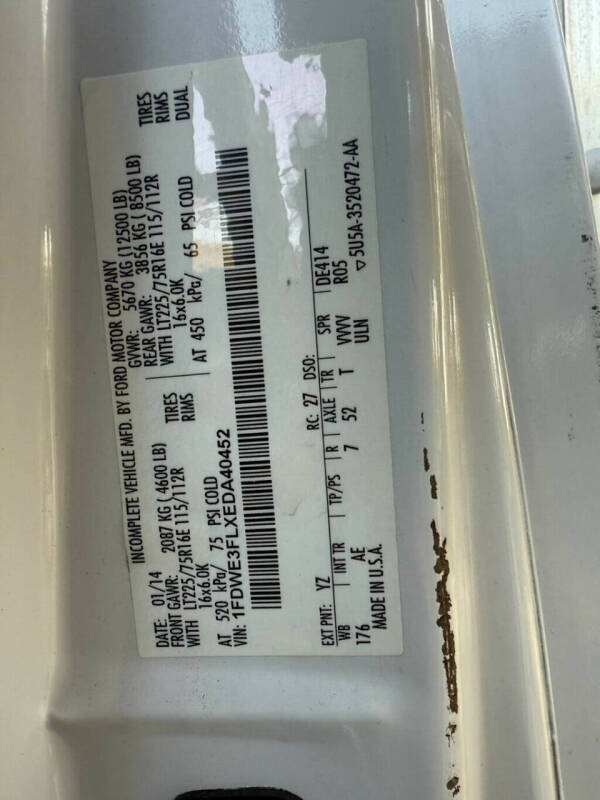 INCOMPLETE VEHICLE MFD. BY FORD MOTOR COMPANY
DATE: 01/14 GVWR: 5670 KG (12500 LB)
FRONT GAWR: 2087 KG ( 4600 LB) REAR GAWR: 3856 KG ( 8500 LB)
WITH LT225/75R16E 115/112R TIRES WITH LT225/75R16E 115/112R TIRES
16x6.0K RIMS 16x6.0K RIMS
AT 520 kPa/ 75 PSI COLD AT 450 kPa/ 65 PSI COLD DUAL
VIN: 1FDWE3FLXEDA40452
EXT PNT: YZ RC: 27 DSO:
WB INT TR TP/PS R AXLE TR SPR DE414
176 AE 7 52 T VWV R05
MADE IN U.S.A. ULN ▽5U5A-3520472-AA